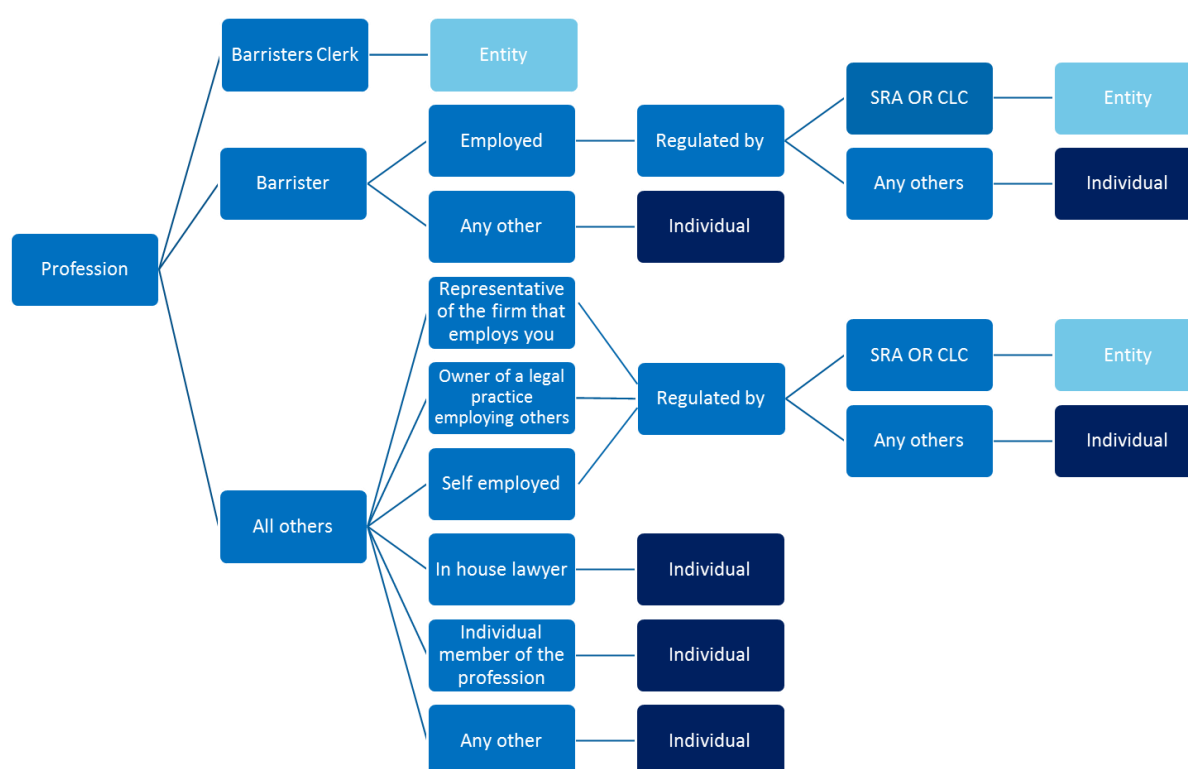 Barristers Clerk
Entity
SRA OR CLC
Entity
Employed
Regulated by
Barrister
Any others
Individual
Any other
Individual
Profession
Representative
of the firm that
employs you
SRA OR CLC
Entity
Owner of a legal
practice
employing others
Regulated by
Any others
Individual
Self employed
All others
In house lawyer
Individual
Individual
member of the
profession
Individual
Any other
Individual